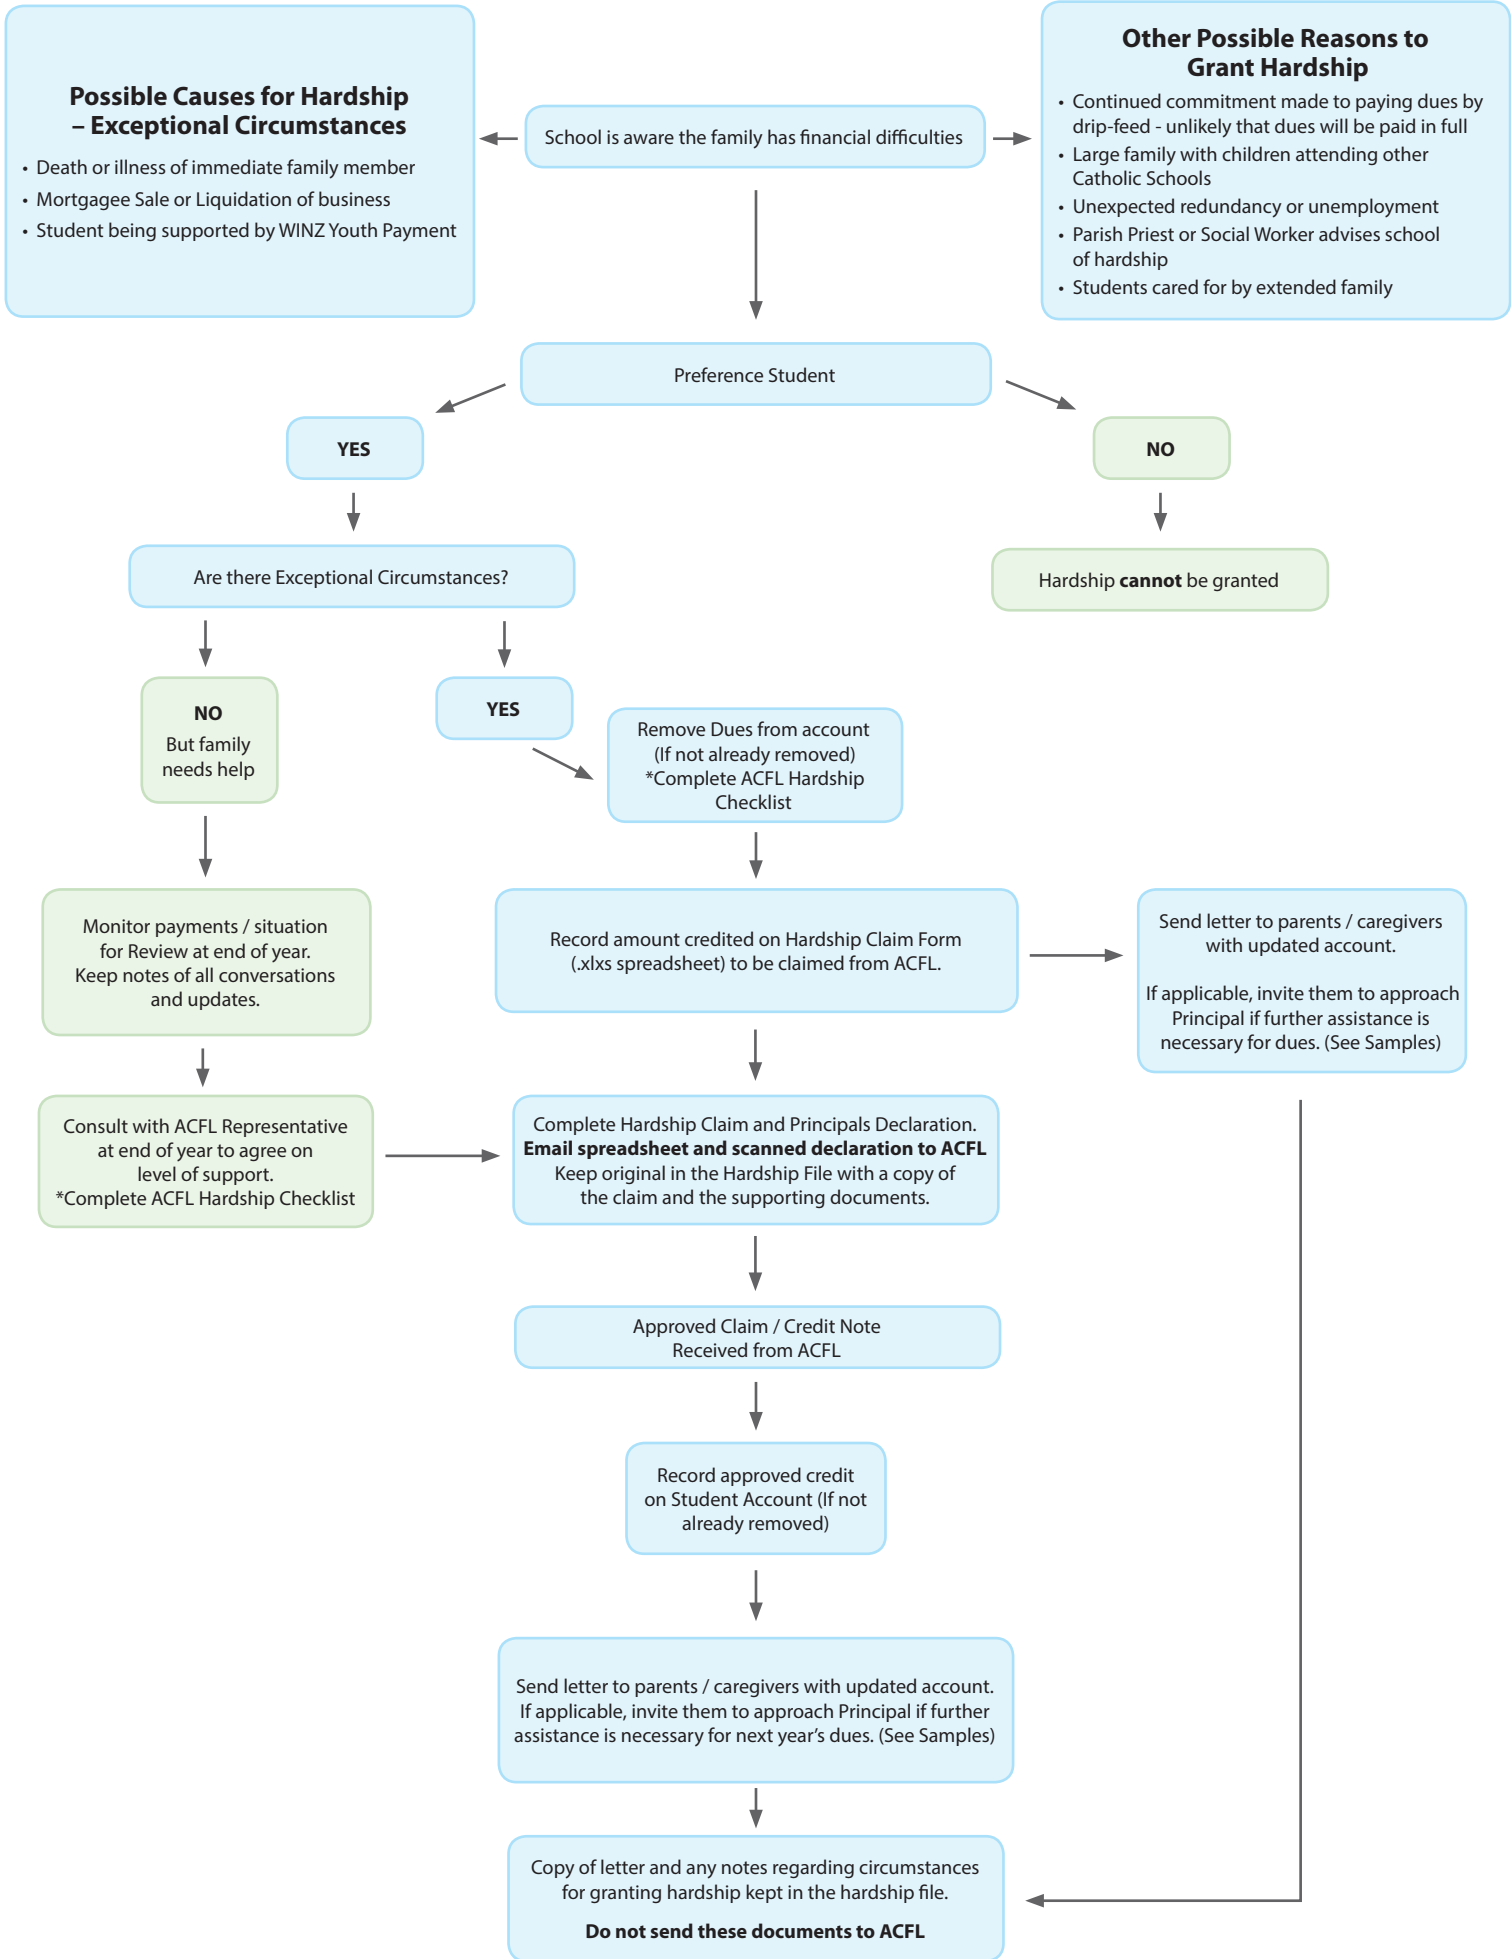 Possible Causes for Hardship
– Exceptional Circumstances
• Death or illness of immediate family member
• Mortgagee Sale or Liquidation of business
• Student being supported by WINZ Youth Payment
School is aware the family has financial difficulties
Other Possible Reasons to
Grant Hardship
• Continued commitment made to paying dues by
drip-feed - unlikely that dues will be paid in full
• Large family with children attending other
Catholic Schools
• Unexpected redundancy or unemployment
• Parish Priest or Social Worker advises school
of hardship
• Students cared for by extended family
Preference Student
YES
NO
Are there Exceptional Circumstances?
Hardship cannot be granted
NO
But family
needs help
YES
Remove Dues from account
(If not already removed)
*Complete ACFL Hardship
Checklist
Monitor payments / situation
for Review at end of year.
Keep notes of all conversations
and updates.
Record amount credited on Hardship Claim Form
(.xlxs spreadsheet) to be claimed from ACFL.
Send letter to parents / caregivers
with updated account.
If applicable, invite them to approach
Principal if further assistance is
necessary for dues. (See Samples)
Consult with ACFL Representative
at end of year to agree on
level of support.
*Complete ACFL Hardship Checklist
Complete Hardship Claim and Principals Declaration.
Email spreadsheet and scanned declaration to ACFL
Keep original in the Hardship File with a copy of
the claim and the supporting documents.
Approved Claim / Credit Note
Received from ACFL
Record approved credit
on Student Account (If not
already removed)
Send letter to parents / caregivers with updated account.
If applicable, invite them to approach Principal if further
assistance is necessary for next year's dues. (See Samples)
Copy of letter and any notes regarding circumstances
for granting hardship kept in the hardship file.
Do not send these documents to ACFL